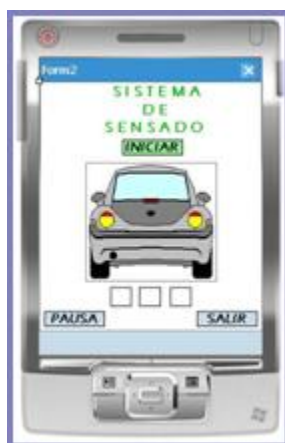 Form2
SISTEMA
DE
SENSADO
INICIAR
PAUSA
SALIR